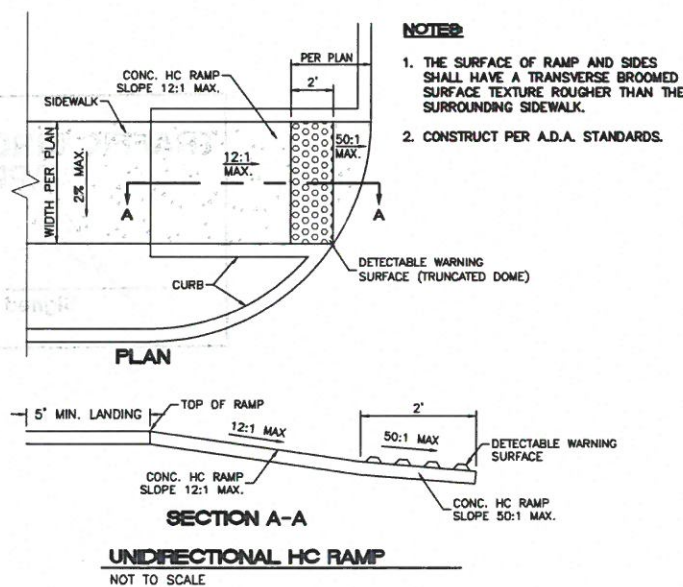 NOTES:
1. THE SURFACE OF RAMP AND SIDES
SHALL HAVE A TRANSVERSE BROOMED
SURFACE TEXTURE ROUGHER THAN THE
SURROUNDING SIDEWALK.
2. CONSTRUCT PER A.D.A. STANDARDS.
PER PLAN
2'
CONC. HC RAMP
SLOPE 12:1 MAX.
SIDEWALK
WIDTH PER PLAN
2% MAX.
12:1
MAX.
50:1
MAX.
A
A
DETECTABLE WARNING
SURFACE (TRUNCATED DOME)
CURB
PLAN
5' MIN. LANDING
TOP OF RAMP
12:1 MAX
2'
50:1 MAX
DETECTABLE WARNING
SURFACE
CONC. HC RAMP
SLOPE 12:1 MAX.
CONC. HC RAMP
SLOPE 50:1 MAX.
SECTION A-A
UNIDIRECTIONAL HC RAMP
NOT TO SCALE